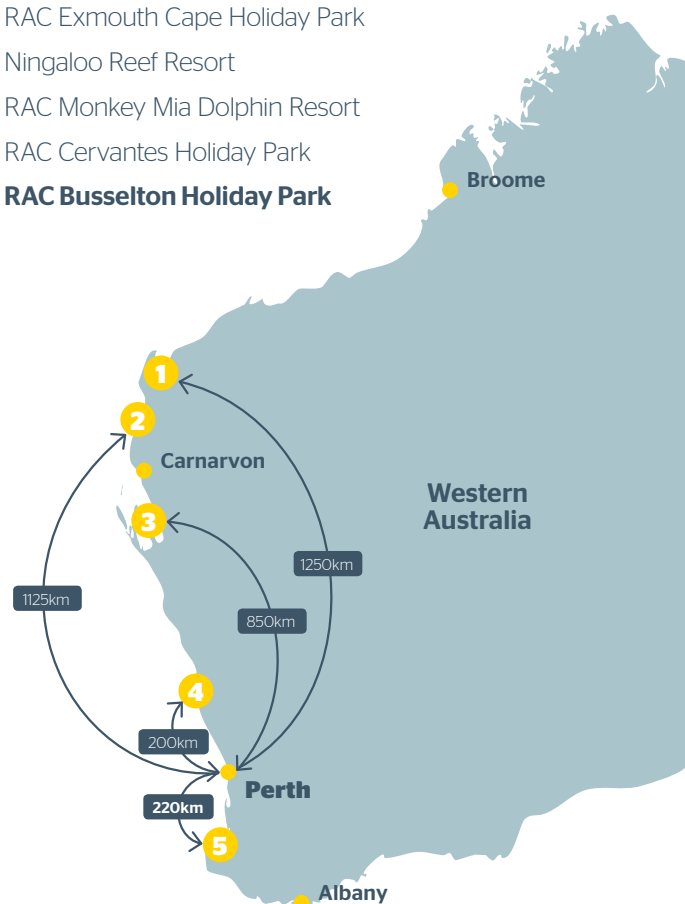 RAC Exmouth Cape Holiday Park
Ningaloo Reef Resort
RAC Monkey Mia Dolphin Resort
RAC Cervantes Holiday Park
RAC Busselton Holiday Park
Broome
1
2
Carnarvon
3
Western
Australia
1250km
1125km
850km
4
200km
Perth
220km
5
Albany